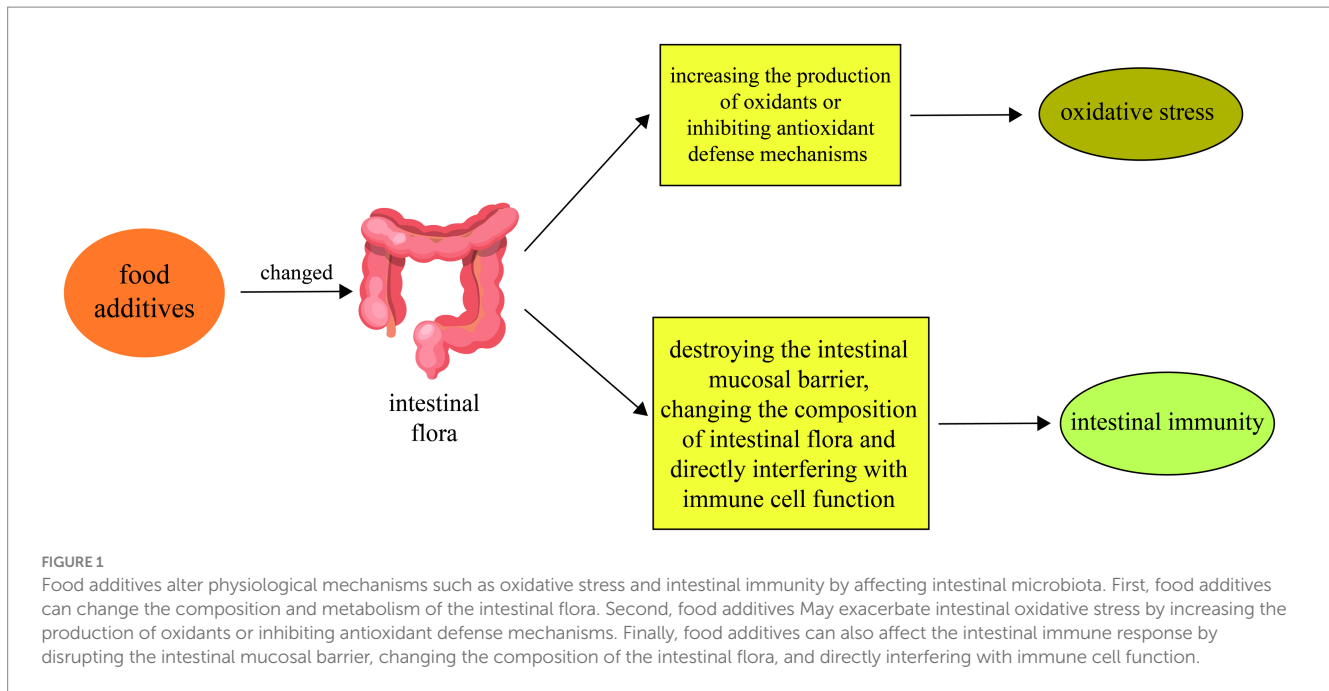 increasing the production
of oxidants or
inhibiting antioxidant
defense mechanisms
oxidative stress
food
additives
changed
intestinal
flora
destroying the intestinal
mucosal barrier,
changing the composition
of intestinal flora and
directly interfering with
immune cell function
intestinal immunity
FIGURE 1
Food additives alter physiological mechanisms such as oxidative stress and intestinal immunity by affecting intestinal microbiota. First, food additives
can change the composition and metabolism of the intestinal flora. Second, food additives May exacerbate intestinal oxidative stress by increasing the
production of oxidants or inhibiting antioxidant defense mechanisms. Finally, food additives can also affect the intestinal immune response by
disrupting the intestinal mucosal barrier, changing the composition of the intestinal flora, and directly interfering with immune cell function.